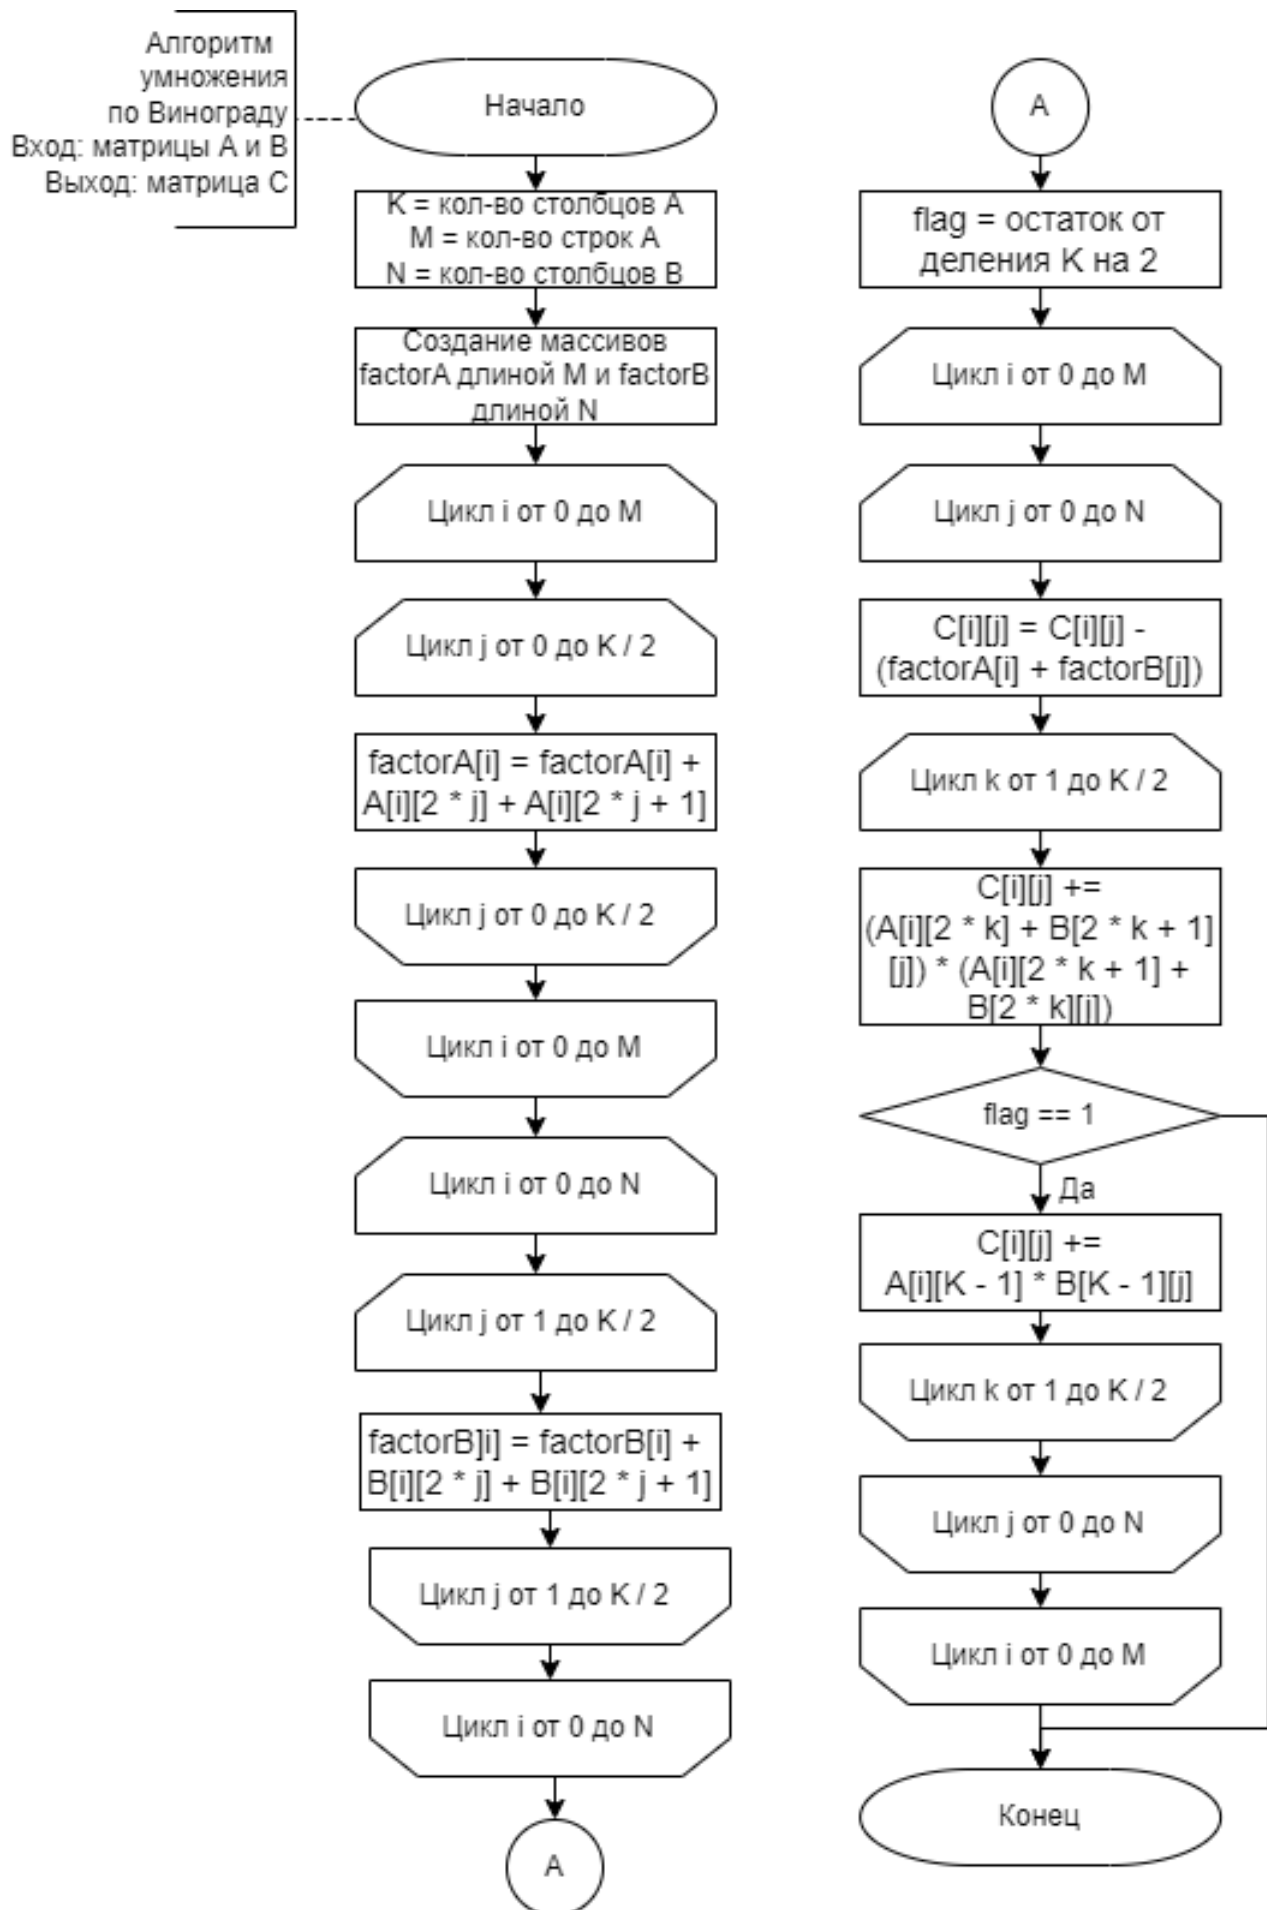 Алгоритм
умножения
по Винограду
Вход: матрицы А и В
Выход: матрица С
Начало
К = кол-во столбцов А
М = кол-во строк А
N = кол-во столбцов В
Создание массивов
factorA длиной М и factorB
длиной N
Цикл i от 0 до М
Цикл j от 0 до K / 2
factorA[i] = factorA[i] +
A[i][2 * j] + A[i][2 * j + 1]
Цикл j от 0 до K / 2
Цикл i от 0 до М
Цикл i от 0 до N
Цикл j от 1 до K / 2
factorB]i] = factorB[i] +
B[i][2 * j] + B[i][2 * j + 1]
Цикл j от 1 до K / 2
Цикл i от 0 до N
А
А
flag = остаток от
деления К на 2
Цикл i от 0 до М
Цикл j от 0 до N
C[i][j] = C[i][j] -
(factorA[i] + factorB[j])
Цикл k от 1 до K / 2
C[i][j] +=
(A[i][2 * k] + B[2 * k + 1]
[j]) * (A[i][2 * k + 1] +
B[2 * k][j])
flag == 1
Да
C[i][j] +=
A[i][K - 1] * B[K - 1][j]
Цикл k от 1 до K / 2
Цикл j от 0 до N
Цикл i от 0 до М
Конец